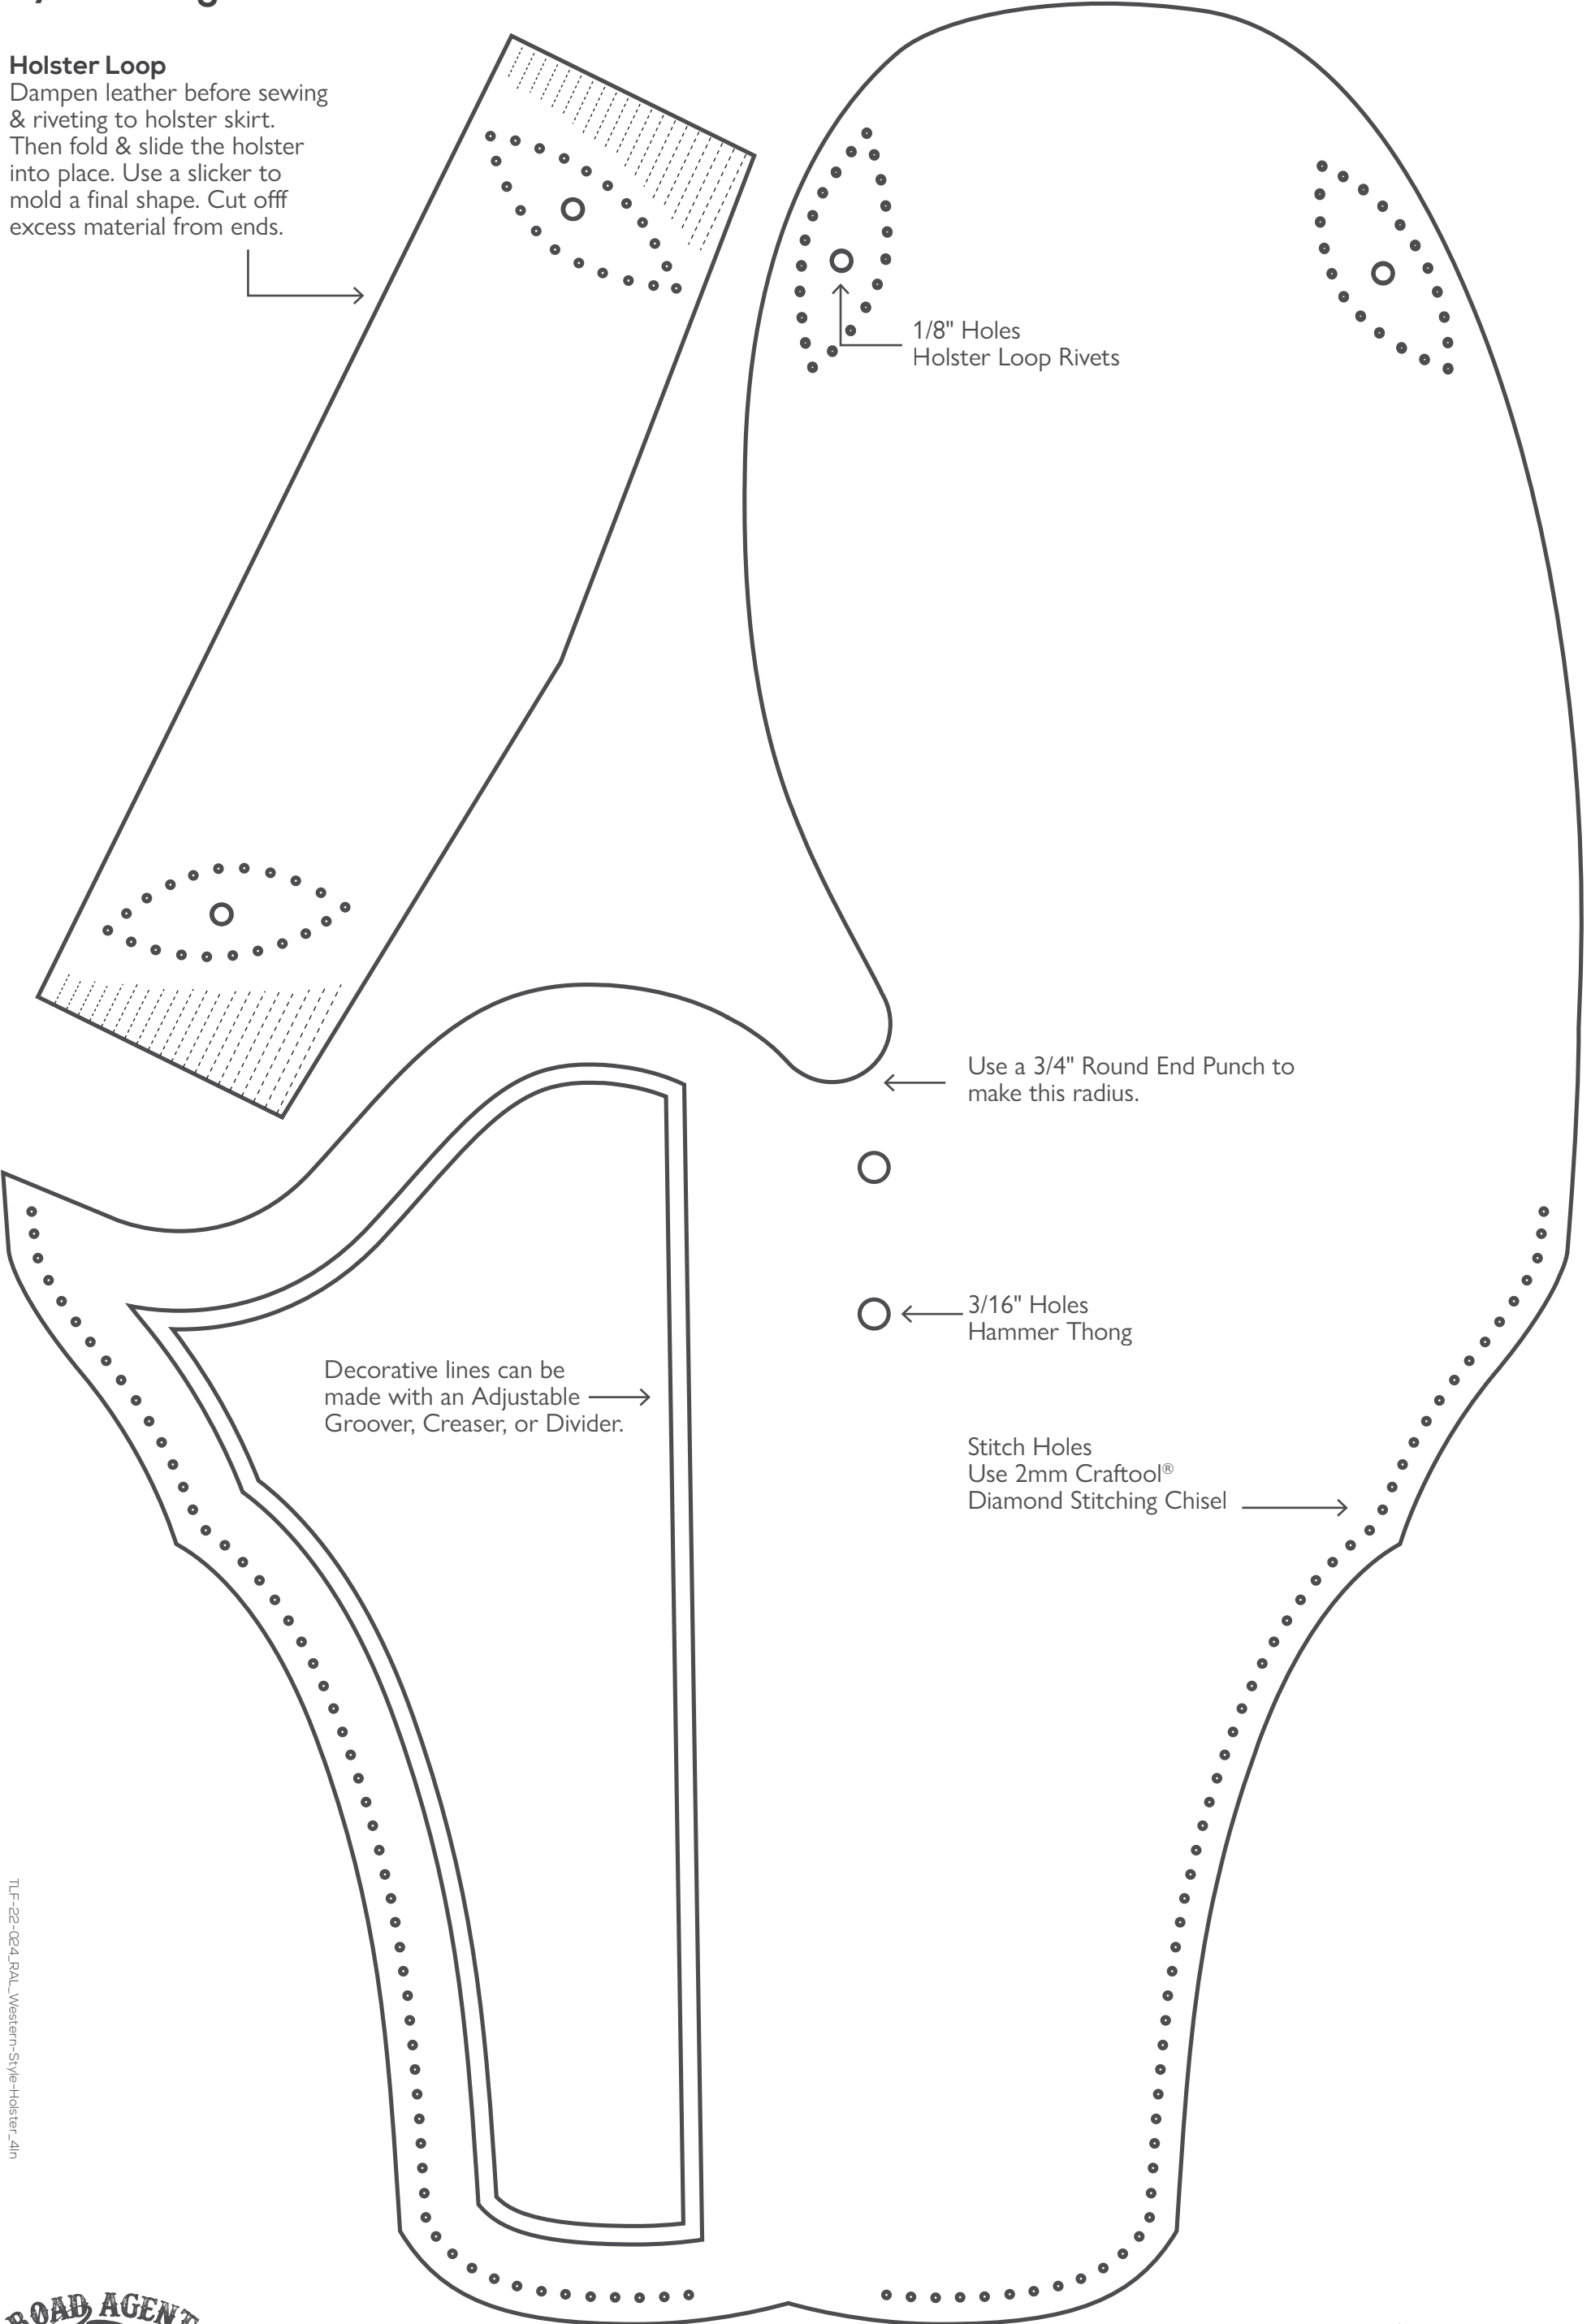 Holster Loop
Dampen leather before sewing
& riveting to holster skirt.
Then fold & slide the holster
into place. Use a slicker to
mold a final shape. Cut offf
excess material from ends.
1/8" Holes
Holster Loop Rivets
Use a 3/4" Round End Punch to
make this radius.
3/16" Holes
Hammer Thong
Decorative lines can be
made with an Adjustable
Groover, Creaser, or Divider.
Stitch Holes
Use 2mm Craftool®
Diamond Stitching Chisel
TLF-22-024_RAL_Western-Style-Holster_4In
ROAD AGENT